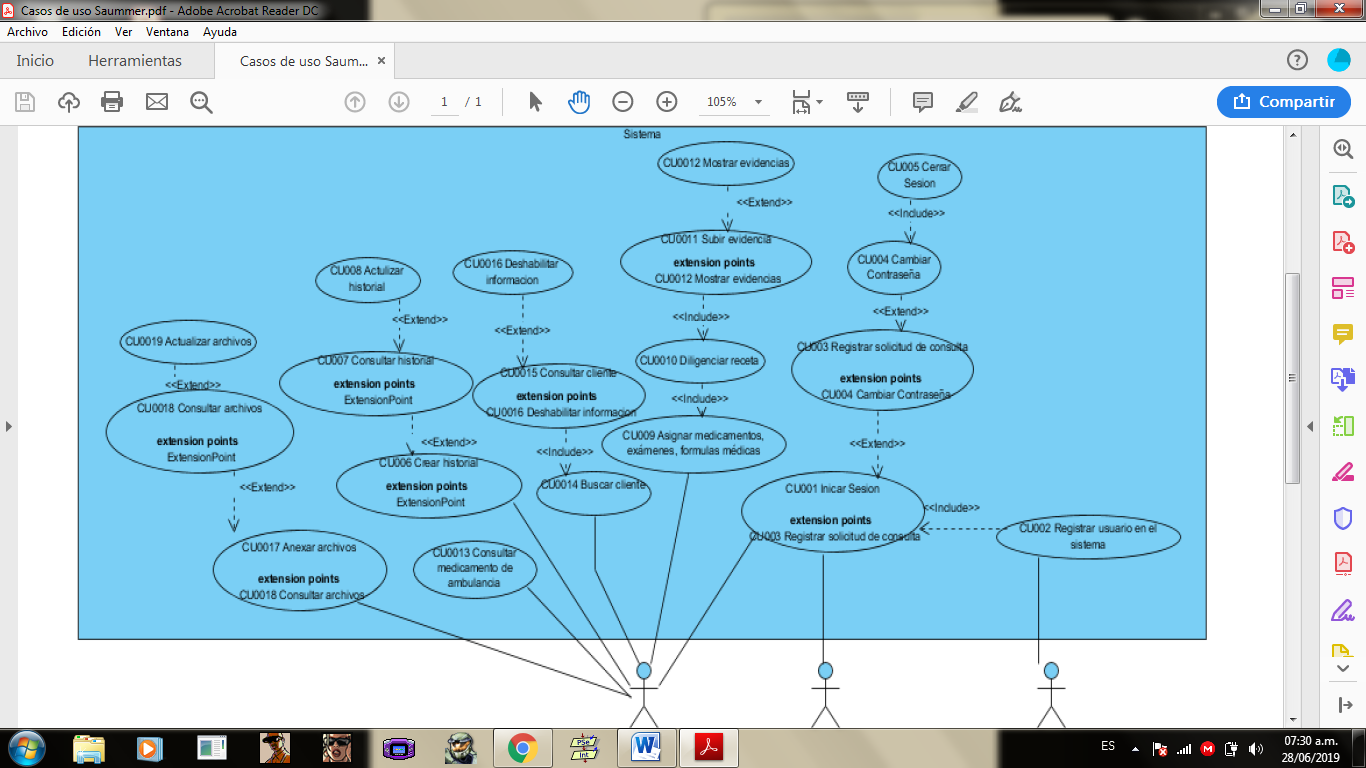 Casos de uso Saummer.pdf - Adobe Acrobat Reader DC
Archivo Edición Ver Ventana Ayuda
Inicio Herramientas Casos de uso Saum... ×
1 / 1 105% Compartir
Sistema
CU0012 Mostrar evidencias
CU005 Cerrar
Sesion
<<Extend>>
<<Include>>
CU0011 Subir evidencia
extension points
CU0012 Mostrar evidencias
CU004 Cambiar
Contraseña
CU008 Actulizar
historial
CU0016 Deshabilitar
informacion
<<Extend>>
<<Extend>>
<<Include>>
<<Extend>>
CU0019 Actualizar archivos
CU007 Consultar historial
extension points
ExtensionPoint
CU0015 Consultar cliente
extension points
CU0016 Deshabilitar informacion
CU0010 Diligenciar receta
CU003 Registrar solicitud de consulta
extension points
CU004 Cambiar Contraseña
<<Extend>>
CU0018 Consultar archivos
extension points
ExtensionPoint
<<Include>>
<<Extend>>
<<Include>>
CU009 Asignar medicamentos,
exámenes, formulas médicas
<<Extend>>
CU006 Crear historial
extension points
ExtensionPoint
CU0014 Buscar cliente
CU001 Inicar Sesion
extension points
CU003 Registrar solicitud de consulta
<<Extend>>
<<Include>>
CU002 Registrar usuario en el
sistema
CU0017 Anexar archivos
extension points
CU0018 Consultar archivos
CU0013 Consultar
medicamento de
ambulancia
PSe
Int
W
ES
M
07:30 a.m.
28/06/2019